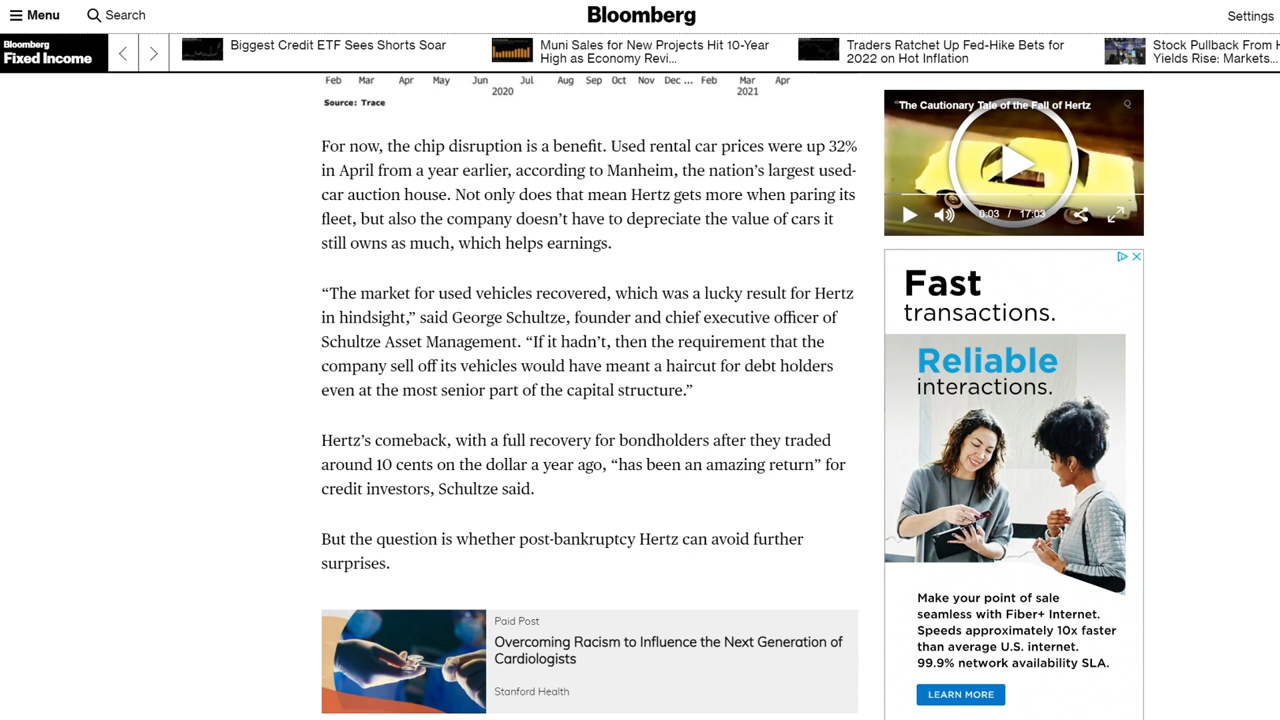 Menu
Search
Bloomberg
Settings
Bloomberg
Fixed Income
Biggest Credit ETF Sees Shorts Soar
Muni Sales for New Projects Hit 10-Year
High as Economy Revi...
Traders Ratchet Up Fed-Hike Bets for
2022 on Hot Inflation
Stock Pullback From H
Yields Rise: Markets...
Feb Mar Apr May Jun Jul Aug Sep Oct Nov Dec ... Feb Mar Apr
2020 2021
Source: Trace
For now, the chip disruption is a benefit. Used rental car prices were up 32%
in April from a year earlier, according to Manheim, the nation’s largest used-
car auction house. Not only does that mean Hertz gets more when paring its
fleet, but also the company doesn’t have to depreciate the value of cars it
still owns as much, which helps earnings.
“The market for used vehicles recovered, which was a lucky result for Hertz
in hindsight,” said George Schultze, founder and chief executive officer of
Schultze Asset Management. “If it hadn’t, then the requirement that the
company sell off its vehicles would have meant a haircut for debt holders
even at the most senior part of the capital structure.”
Hertz’s comeback, with a full recovery for bondholders after they traded
around 10 cents on the dollar a year ago, “has been an amazing return” for
credit investors, Schultze said.
But the question is whether post-bankruptcy Hertz can avoid further
surprises.
Paid Post
Overcoming Racism to Influence the Next Generation of
Cardiologists
Stanford Health
The Cautionary Tale of the Fall of Hertz
0:03 / 17:03
Fast
transactions.
Reliable
interactions.
Make your point of sale
seamless with Fiber+ Internet.
Speeds approximately 10x faster
than average U.S. internet.
99.9% network availability SLA.
LEARN MORE